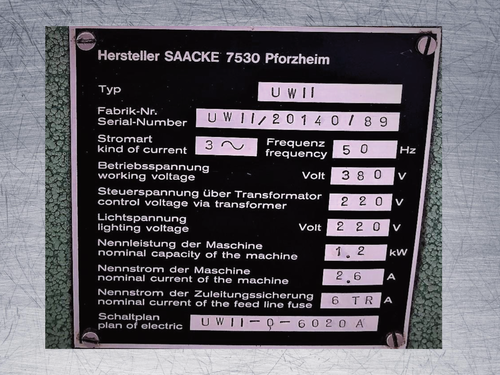 Hersteller SAACKE 7530 Pforzheim
Typ UWII
Fabrik-Nr.
Serial-Number UWII/20140/89
Stromart Frequenz
kind of current 3 ~ frequency 50 Hz
Betriebsspannung
working voltage Volt 380 V
Steuerspannung über Transformator
control voltage via transformer 220 V
Lichtspannung
lighting voltage Volt 220 V
Nennleistung der Maschine
nominal capacity of the machine 1.2 kW
Nennstrom der Maschine
nominal current of the machine 2.6 A
Nennstrom der Zuleitungssicherung
nominal current of the feed line fuse 6 TR A
Schaltplan
plan of electric UWII-0-6020A